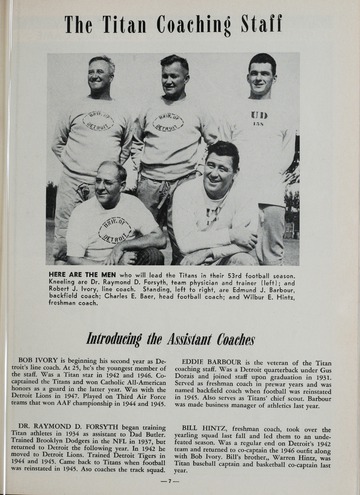 The Titan Coaching Staff
UNIV. OF
DETROIT
UNIV. OF
DETROIT
U D
158
UNIV. OF
DETROIT
HERE ARE THE MEN who will lead the Titans in their 53rd football season.
Kneeling are Dr. Raymond D. Forsyth, team physician and trainer (left); and
Robert J. Ivory, line coach. Standing, left to right, are Edmund J. Barbour,
backfield coach; Charles E. Baer, head football coach; and Wilbur E. Hintz,
freshman coach.
Introducing the Assistant Coaches
BOB IVORY is beginning his second year as De-
troit's line coach. At 25, he's the youngest member
of the staff. Was a Titan star in 1942 and 1946. Co-
captained the Titans and won Catholic All-American
honors as a guard in the latter year. Was with the
Detroit Lions in 1947. Played on Third Air Force
teams that won AAF championship in 1944 and 1945.
DR. RAYMOND D. FORSYTH began training
Titan athletes in 1934 as assistant to Dad Butler.
Trained Brooklyn Dodgers in the NFL in 1937, but
returned to Detroit the following year. In 1942 he
moved to Detroit Lions. Trained Detroit Tigers in
1944 and 1945. Came back to Titans when football
was reinstated in 1945. Also coaches the track squad.
EDDIE BARBOUR is the veteran of the Titan
coaching staff. Was a Detroit quarterback under Gus
Dorais and joined staff upon graduation in 1931.
Served as freshman coach in prewar years and was
named backfield coach when football was reinstated
in 1945. Also serves as Titans' chief scout. Barbour
was made business manager of athletics last year.
BILL HINTZ, freshman coach, took over the
yearling squad last fall and led them to an unde-
feated season. Was a regular end on Detroit's 1942
team and returned to co-captain the 1946 outfit along
with Bob Ivory. Bill's brother, Warren Hintz, was
Titan baseball captain and basketball co-captain last
year.
— 7 —